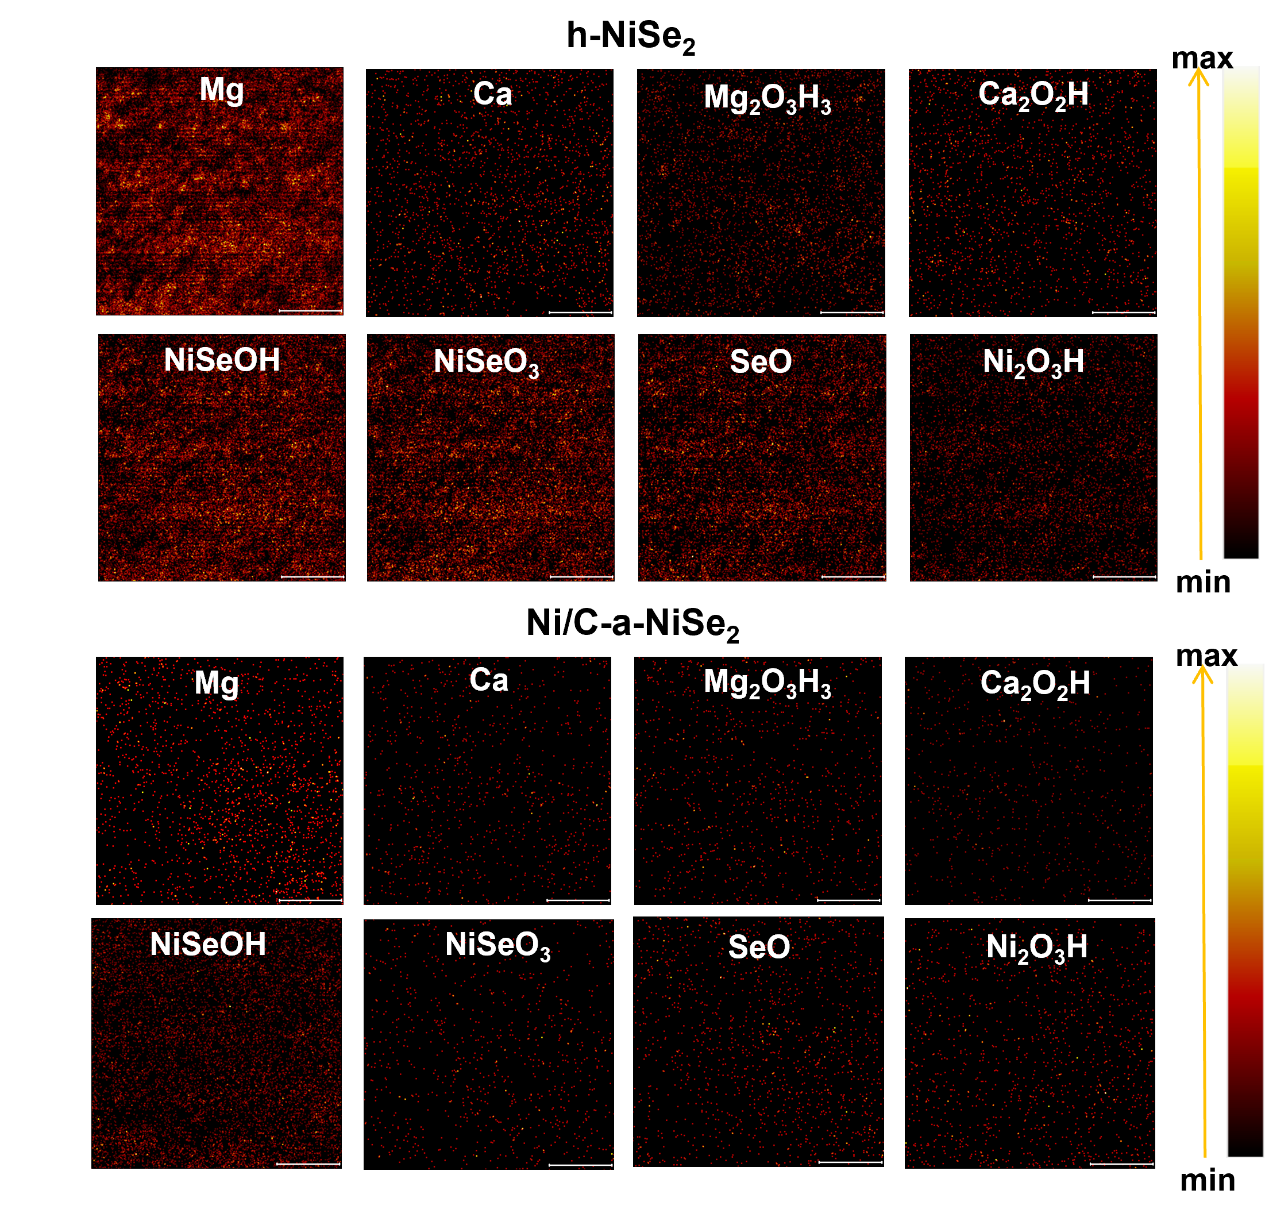 h-NiSe₂
max
Mg Ca Mg₂O₃H₃ Ca₂O₂H
NiSeOH NiSeO₃ SeO Ni₂O₃H
min
Ni/C-a-NiSe₂
max
Mg Ca Mg₂O₃H₃ Ca₂O₂H
NiSeOH NiSeO₃ SeO Ni₂O₃H
min